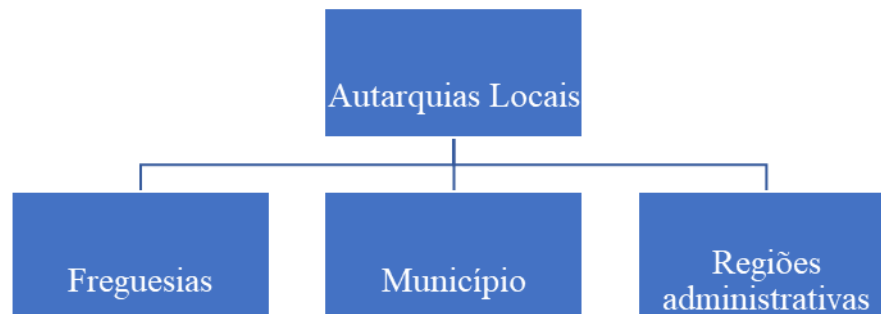 Autarquias Locais
Freguesias
Município
Regiões
administrativas